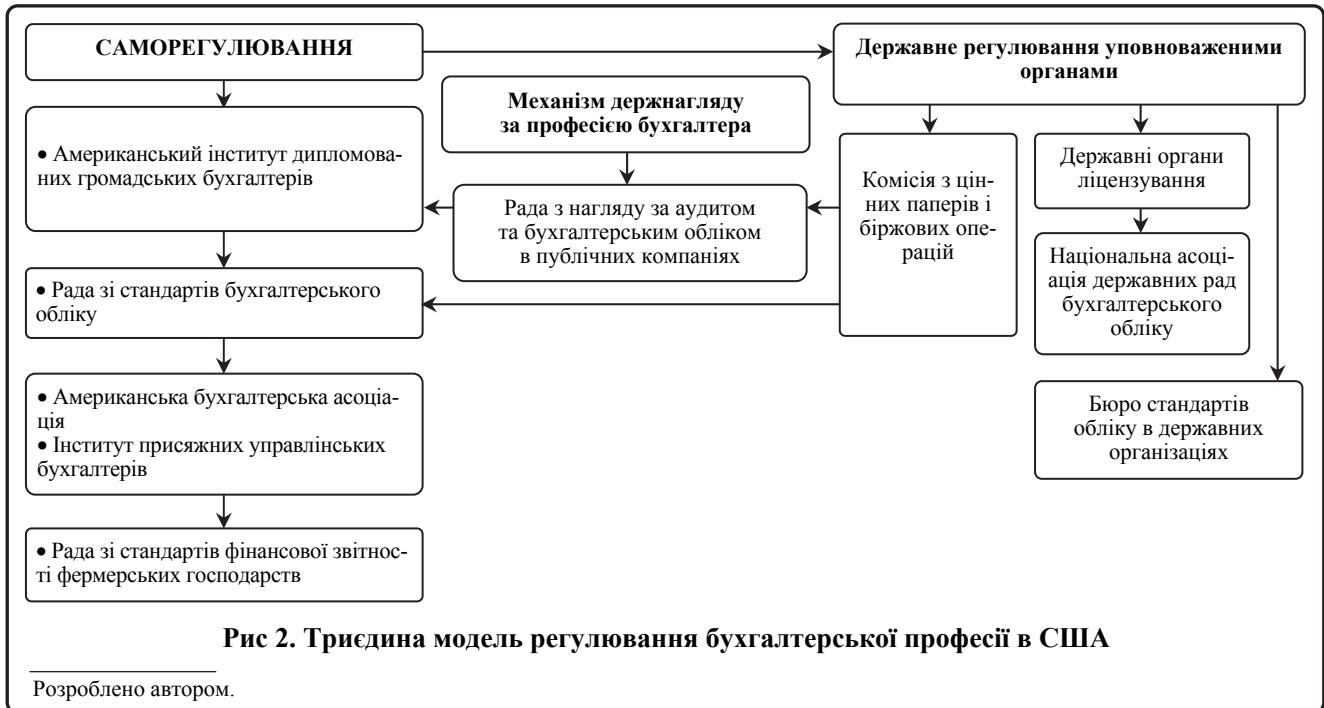 САМОРЕГУЛЮВАННЯ
Державне регулювання уповноваженими
органами
Механізм держнагляду
за професією бухгалтера
• Американський інститут дипломова-
них громадських бухгалтерів
Рада з нагляду за аудитом
та бухгалтерським обліком
в публічних компаніях
Комісія з цін-
них паперів і
біржових опе-
рацій
Державні органи
ліцензування
Національна асоці-
ація державних рад
бухгалтерського
обліку
• Рада зі стандартів бухгалтерського
обліку
• Американська бухгалтерська асоціа-
ція
• Інститут присяжних управлінських
бухгалтерів
Бюро стандартів
обліку в державних
організаціях
• Рада зі стандартів фінансової звітнос-
ті фермерських господарств
Рис 2. Триєдина модель регулювання бухгалтерської професії в США
Розроблено автором.